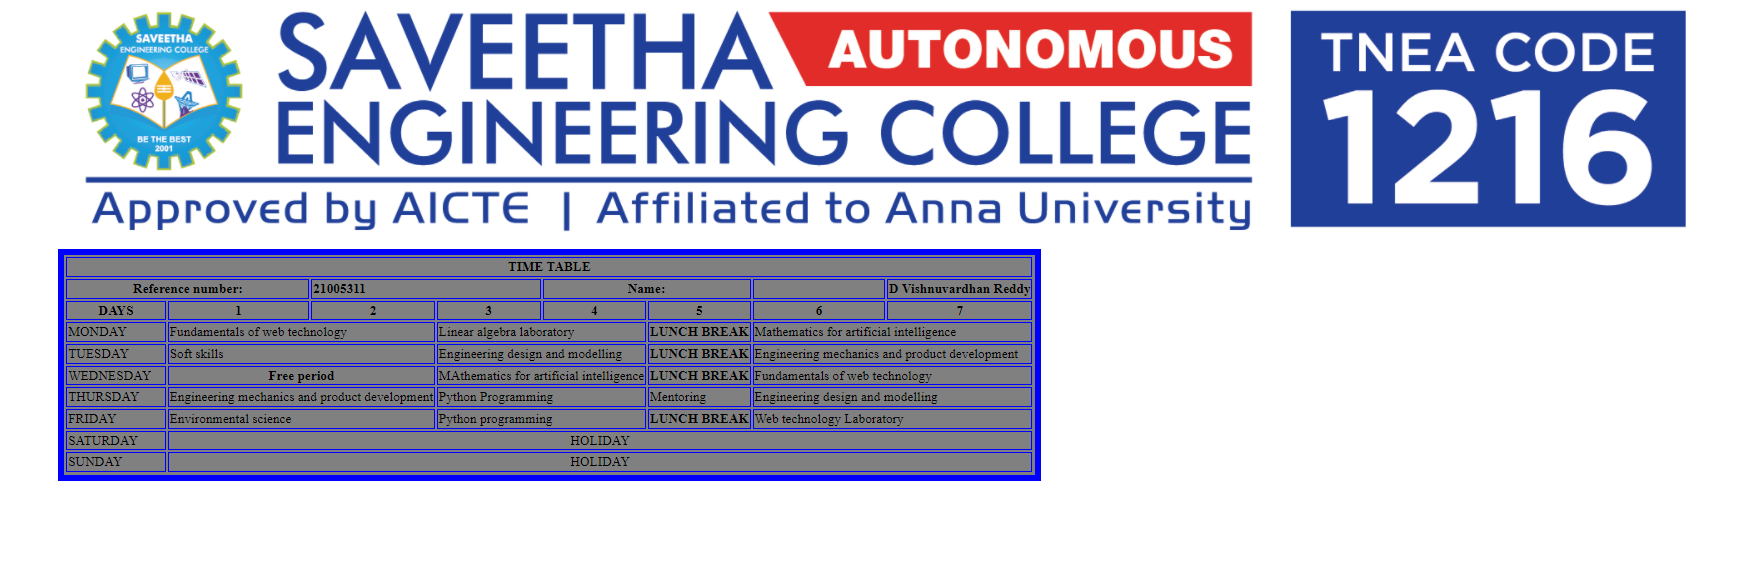 SAVEETHA
ENGINEERING COLLEGE
BE THE BEST
2001
SAVEETHA AUTONOMOUS
ENGINEERING COLLEGE
Approved by AICTE | Affiliated to Anna University
TNEA CODE
1216
TIME TABLE
Reference number: 21005311 Name: D Vishnuvardhan Reddy
DAYS 1 2 3 4 5 6 7
MONDAY Fundamentals of web technology Linear algebra laboratory LUNCH BREAK Mathematics for artificial intelligence
TUESDAY Soft skills Engineering design and modelling LUNCH BREAK Engineering mechanics and product development
WEDNESDAY Free period MAthematics for artificial intelligence LUNCH BREAK Fundamentals of web technology
THURSDAY Engineering mechanics and product development Python Programming Mentoring Engineering design and modelling
FRIDAY Environmental science Python programming LUNCH BREAK Web technology Laboratory
SATURDAY HOLIDAY
SUNDAY HOLIDAY